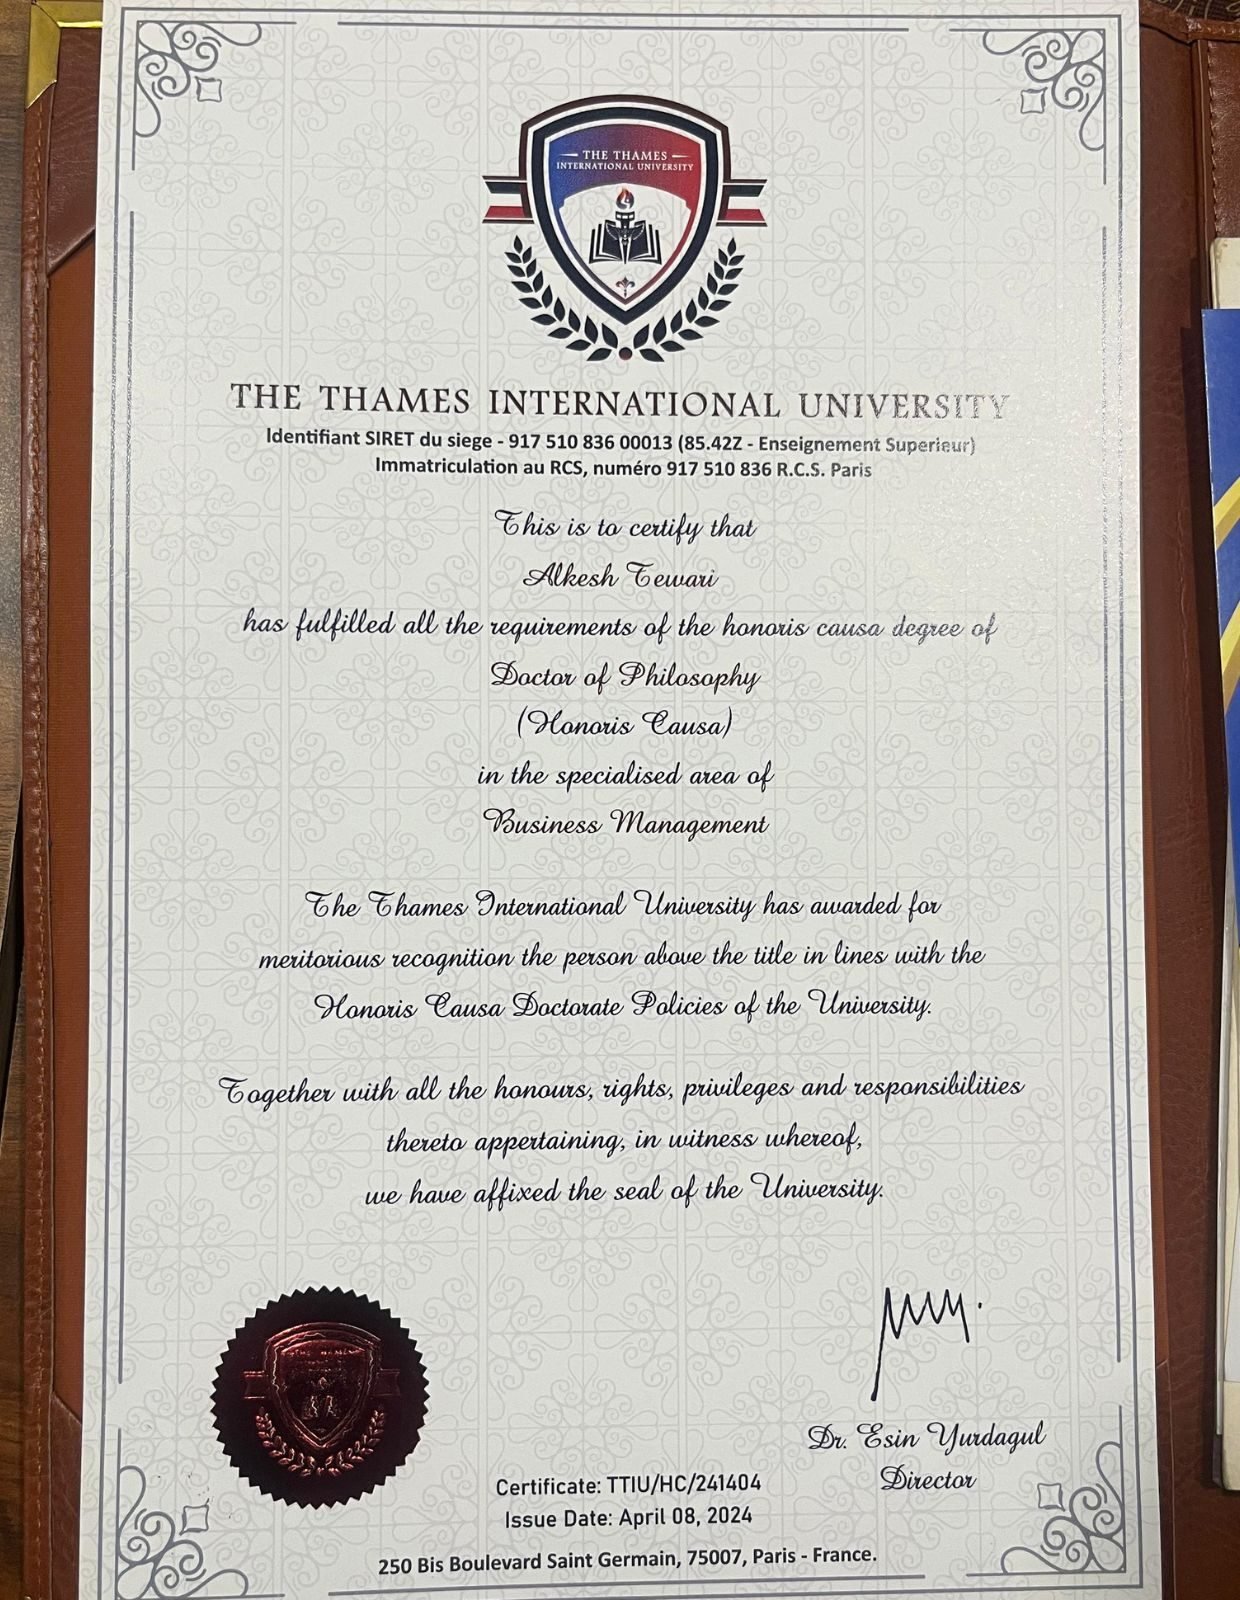 THE THAMES
INTERNATIONAL UNIVERSITY
THE THAMES INTERNATIONAL UNIVERSITY
Identifiant SIRET du siege - 917 510 836 00013 (85.42Z - Enseignement Superieur)
Immatriculation au RCS, numéro 917 510 836 R.C.S. Paris
This is to certify that
Alkesh Tewari
has fulfilled all the requirements of the honoris causa degree of
Doctor of Philosophy
(Honoris Causa)
in the specialised area of
Business Management
The Thames International University has awarded for
meritorious recognition the person above the title in lines with the
Honoris Causa Doctorate Policies of the University.
Together with all the honours, rights, privileges and responsibilities
thereto appertaining, in witness whereof,
we have affixed the seal of the University.
Dr. Esin Yurdagul
Director
Certificate: TTIU/HC/241404
Issue Date: April 08, 2024
250 Bis Boulevard Saint Germain, 75007, Paris - France.